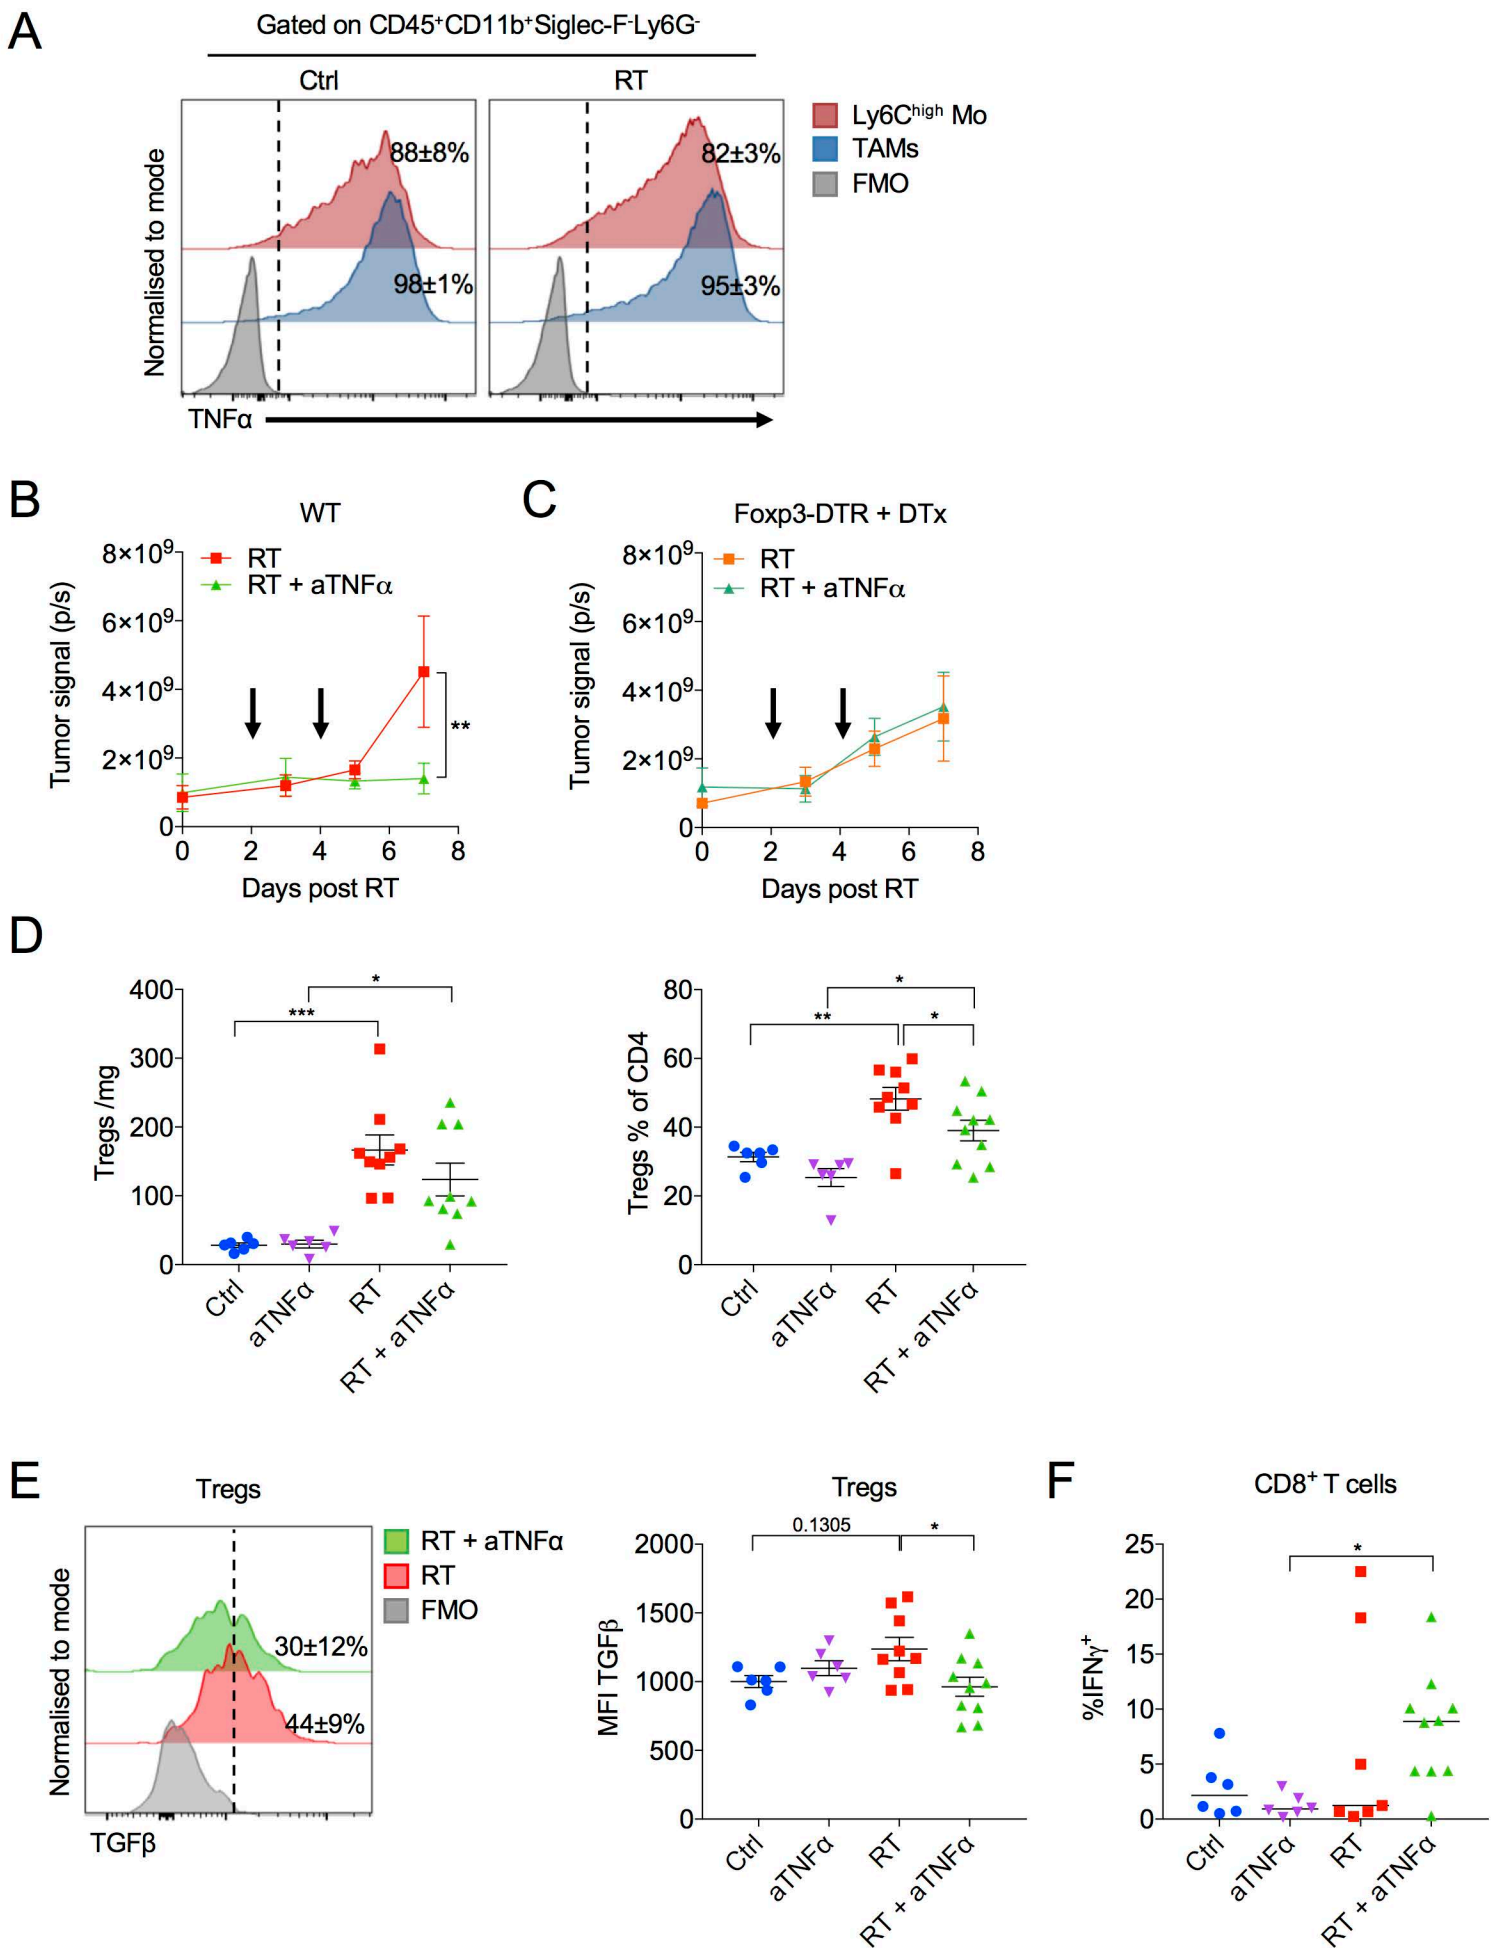 A
Gated on CD45⁺CD11b⁺Siglec-F⁻Ly6G⁻
Ctrl
RT
88±8%
98±1%
82±3%
95±3%
Ly6Cʰⁱᵍʰ Mo
TAMs
FMO
Normalised to mode
TNFα
B
WT
RT
RT + aTNFα
Tumor signal (p/s)
8×10⁹
6×10⁹
4×10⁹
2×10⁹
0
**
0 2 4 6 8
Days post RT
C
Foxp3-DTR + DTx
RT
RT + aTNFα
Tumor signal (p/s)
8×10⁹
6×10⁹
4×10⁹
2×10⁹
0
0 2 4 6 8
Days post RT
D
Tregs /mg
400
300
200
100
0
*
***
Ctrl
aTNFα
RT
RT + aTNFα
Tregs % of CD4
80
60
40
20
0
*
**
*
Ctrl
aTNFα
RT
RT + aTNFα
E
Tregs
Normalised to mode
30±12%
44±9%
TGFβ
RT + aTNFα
RT
FMO
Tregs
MFI TGFβ
2000
1500
1000
500
0
0.1305
*
Ctrl
aTNFα
RT
RT + aTNFα
F
CD8⁺ T cells
%IFNγ⁺
25
20
15
10
5
0
*
Ctrl
aTNFα
RT
RT + aTNFα